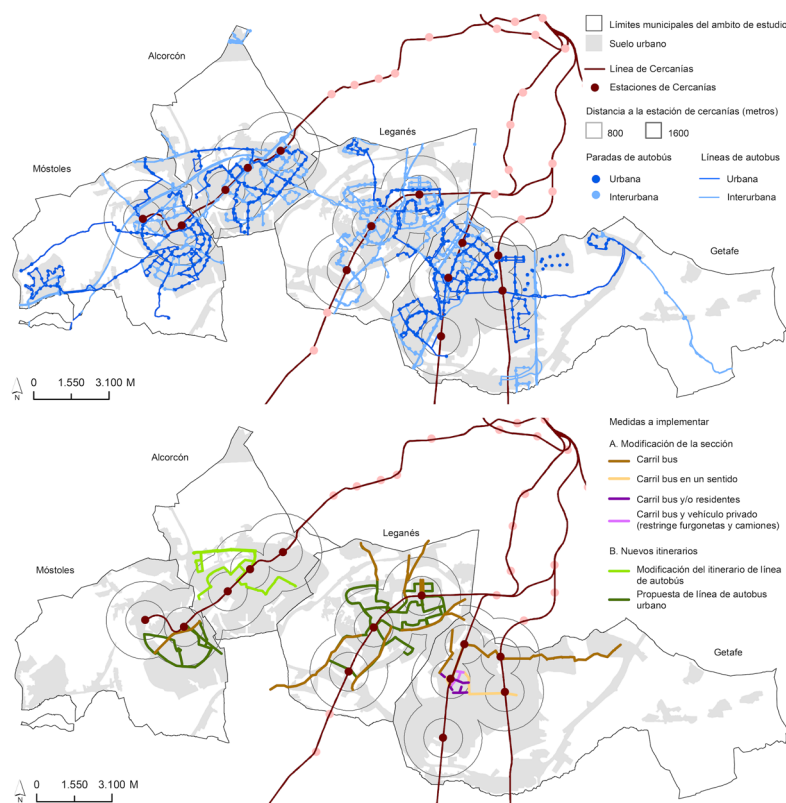 Límites municipales del ambito de estudio
Suelo urbano
Línea de Cercanías
Estaciones de Cercanías
Distancia a la estación de cercanías (metros)
800 1600
Paradas de autobús Líneas de autobus
Urbana Urbana
Interurbana Interurbana
Alcorcón
Leganés
Móstoles
Getafe
N 0 1.550 3.100 M
Medidas a implementar
A. Modificación de la sección
Carril bus
Carril bus en un sentido
Carril bus y/o residentes
Carril bus y vehículo privado
(restringe furgonetas y camiones)
B. Nuevos itinerarios
Modificación del itinerario de línea
de autobús
Propuesta de línea de autobus
urbano
Alcorcón
Leganés
Móstoles
Getafe
N 0 1.550 3.100 M